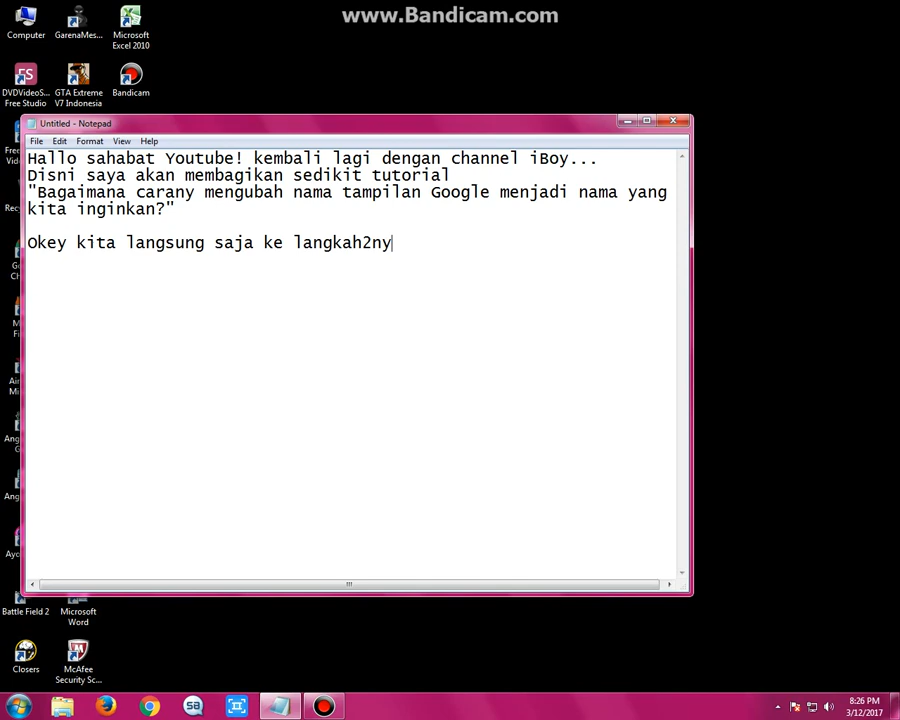 www.Bandicam.com
Computer
GarenaMes...
Microsoft
Excel 2010
FS
DVDVideoS...
Free Studio
GTA Extreme
V7 Indonesia
Bandicam
Untitled - Notepad
File Edit Format View Help
Hallo sahabat Youtube! kembali lagi dengan channel iBoy...
Disni saya akan membagikan sedikit tutorial
"Bagaimana carany mengubah nama tampilan Google menjadi nama yang
kita inginkan?"
Okey kita langsung saja ke langkah2ny
Battle Field 2
Microsoft
Word
Closers
McAfee
Security Sc...
SB
8:26 PM
3/12/2017